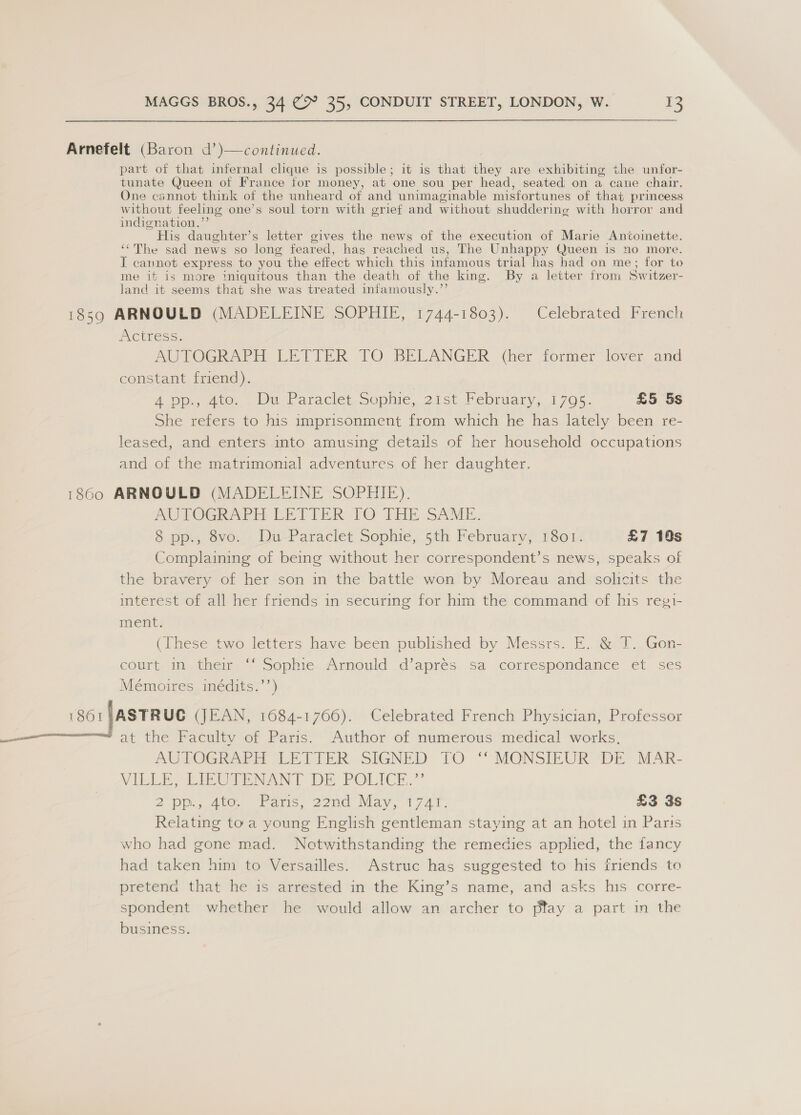 MAGGS BROS., 34 & 35, CONDUIT STREET, LONDON, W. 13
Arnefelt (Baron d’)—continued.
part of that infernal clique is possible; it is that they are exhibiting the unfor-
tunate Queen of France for money, at one sou per head, seated on a cane chair.
One cannot think of the unheard of and unimaginable misfortunes of that princess
without feeling one’s soul torn with grief and without shuddering with horror and
indignation.’’
His daughter’s letter gives the news of the execution of Marie Antoinette.
‘‘The sad news so long feared, has reached us, The Unhappy Queen is no more.
I cannot express to you the effect which this infamous trial has had on me; for to
me it is more iniquitous than the death of the king. By a letter from Switzer-
land it seems that she was treated infamously.’’
1859 ARNOULD (MADELEINE SOPHIE, 1744-1803). Celebrated French
Actress.
AUTOGRAPH LETTER TO BELANGER (her former lover and
constant friend).
4 pp., 4to. Du Paraclet Sophie, 21st February, 1795. £5 5s
She refers to his imprisonment from which he has lately been re-
leased, and enters into amusing details of her household occupations
and of the matrimonial adventures of her daughter.
1860 ARNOULD (MADELEINE SOPHIE).
AUTOGRAPH LETTER TO THE SAME.
8 pp., 8vo. Du Paraclet Sophie, 5th February, 1801. £7 10s
Complaining of being without her correspondent’s news, speaks of
the bravery of her son in the battle won by Moreau and solicits the
interest of all her friends in securing for him the command of his regi-
ment.
(These two letters have been published by Messrs. E. & T. Gon-
court in their ‘‘ Sophie Arnould d’aprés sa correspondance et ses
Mémoires inédits.’’)
1861 ASTRUC (JEAN, 1684-1766). Celebrated French Physician, Professor
at the Faculty of Paris. Author of numerous medical works.
AUTOGRAPH LETTER SIGNED TO ‘‘ MONSIEUR DE MAR-
VILLE, LIEUTENANT DE POLICE.’’
2 pp., 4to. Paris, 22nd May, 1741. £3 3s
Relating to a young English gentleman staying at an hotel in Paris
who had gone mad. Notwithstanding the remedies applied, the fancy
had taken him to Versailles. Astruc has suggested to his friends to
pretend that he is arrested in the King’s name, and asks his corre-
spondent whether he would allow an archer to play a part in the
business.